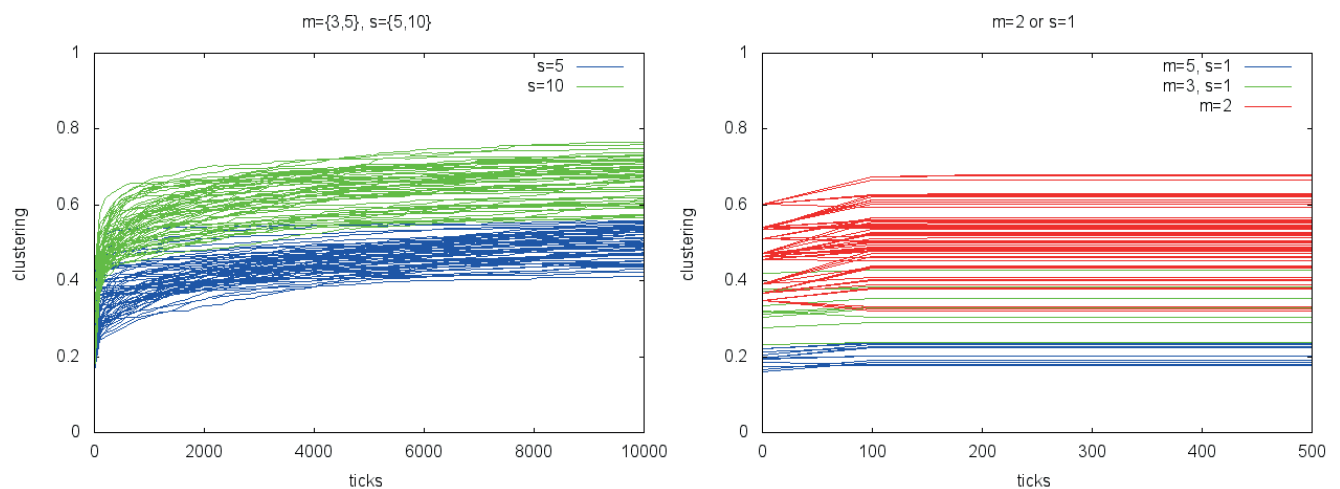 m={3,5}, s={5,10}
1
0.8
0.6
0.4
0.2
0
clustering
s=5
s=10
0
2000
4000
6000
8000
10000
ticks
m=2 or s=1
1
0.8
0.6
0.4
0.2
0
clustering
m=5, s=1
m=3, s=1
m=2
0
100
200
300
400
500
ticks